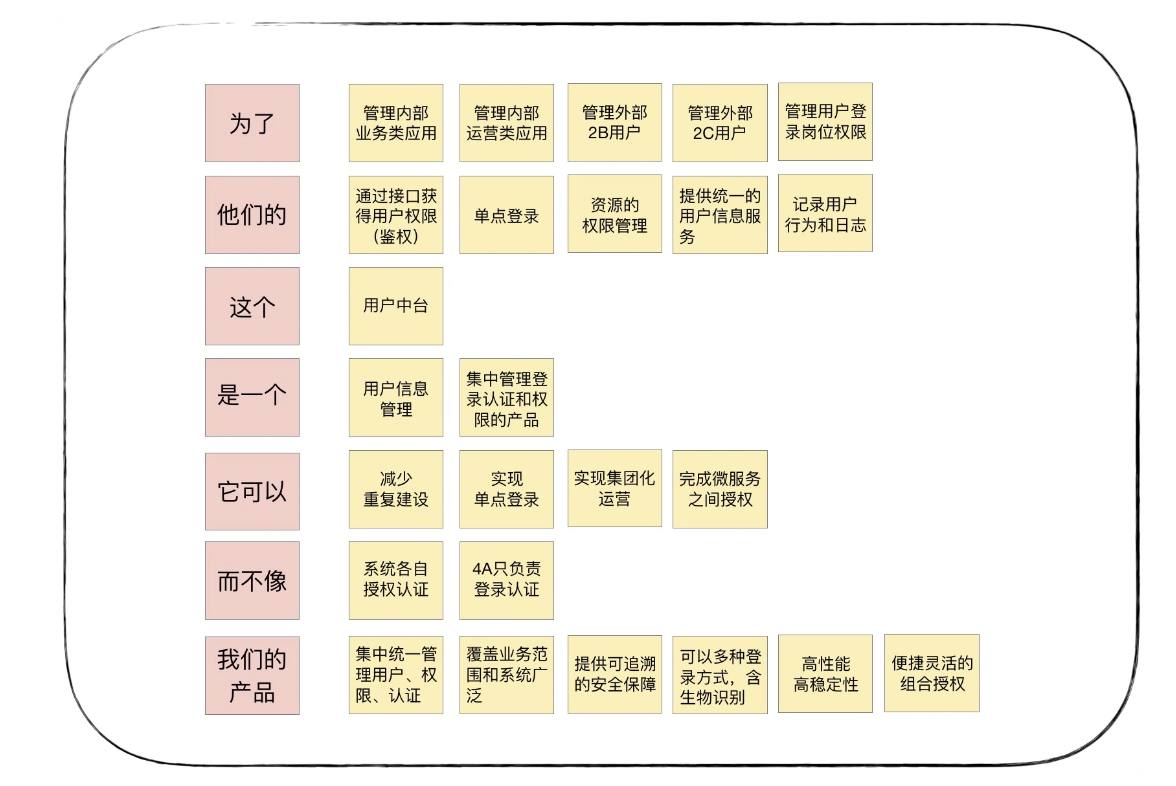 为了
管理内部
业务类应用
管理内部
运营类应用
管理外部
2B用户
管理外部
2C用户
管理用户登
录岗位权限
他们的
通过接口获
得用户权限
（鉴权）
单点登录
资源的
权限管理
提供统一的
用户信息服
务
记录用户
行为和日志
这个
用户中台
是一个
用户信息
管理
集中管理登
录认证和权
限的产品
它可以
减少
重复建设
实现
单点登录
实现集团化
运营
完成微服务
之间授权
而不像
系统各自
授权认证
4A只负责
登录认证
我们的
产品
集中统一管
理用户、权
限、认证
覆盖业务范
围和系统广
泛
提供可追溯
的安全保障
可以多种登
录方式，含
生物识别
高性能
高稳定性
便捷灵活的
组合授权